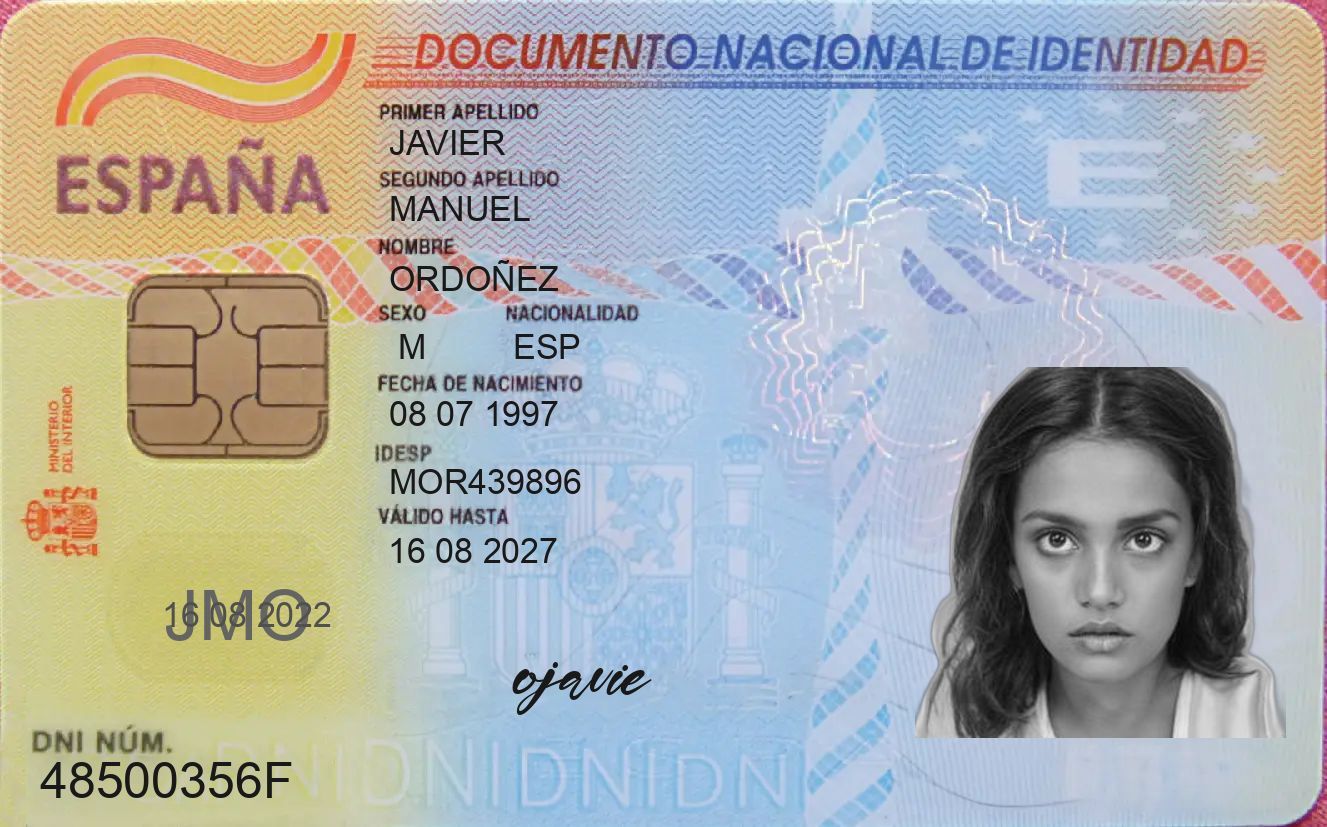 DOCUMENTO NACIONAL DE IDENTIDAD
ESPAÑA
PRIMER APELLIDO
JAVIER
SEGUNDO APELLIDO
MANUEL
NOMBRE
ORDOÑEZ
SEXO NACIONALIDAD
M ESP
FECHA DE NACIMIENTO
08 07 1997
IDESP
MOR439896
VÁLIDO HASTA
16 08 2027
MINISTERIO
DEL INTERIOR
E
JMO
16 08 2022
ojavie
DNI NÚM.
48500356F
DNIDNIDNIDNI